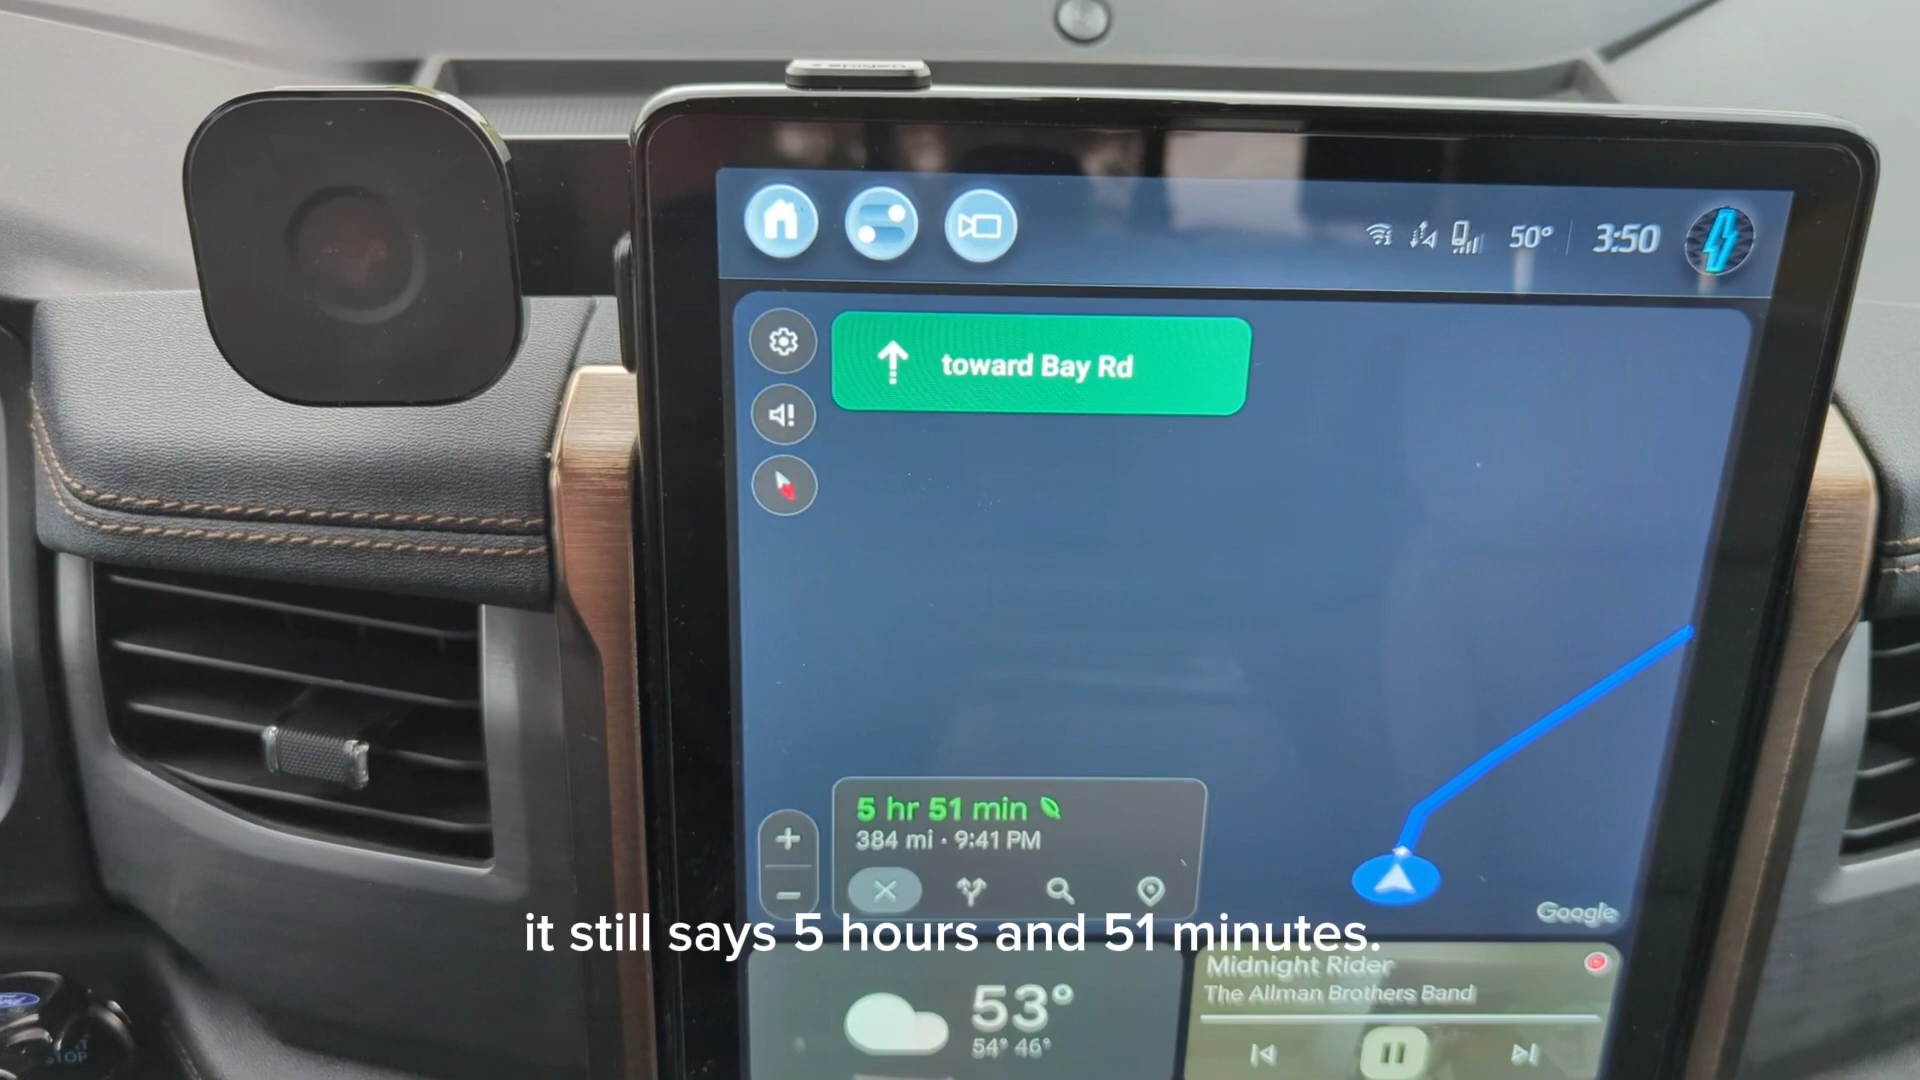 50°
3:50
toward Bay Rd
5 hr 51 min
384 mi · 9:41 PM
Google
it still says 5 hours and 51 minutes.
Midnight Rider
The Allman Brothers Band
53°
54° 46°
STOP